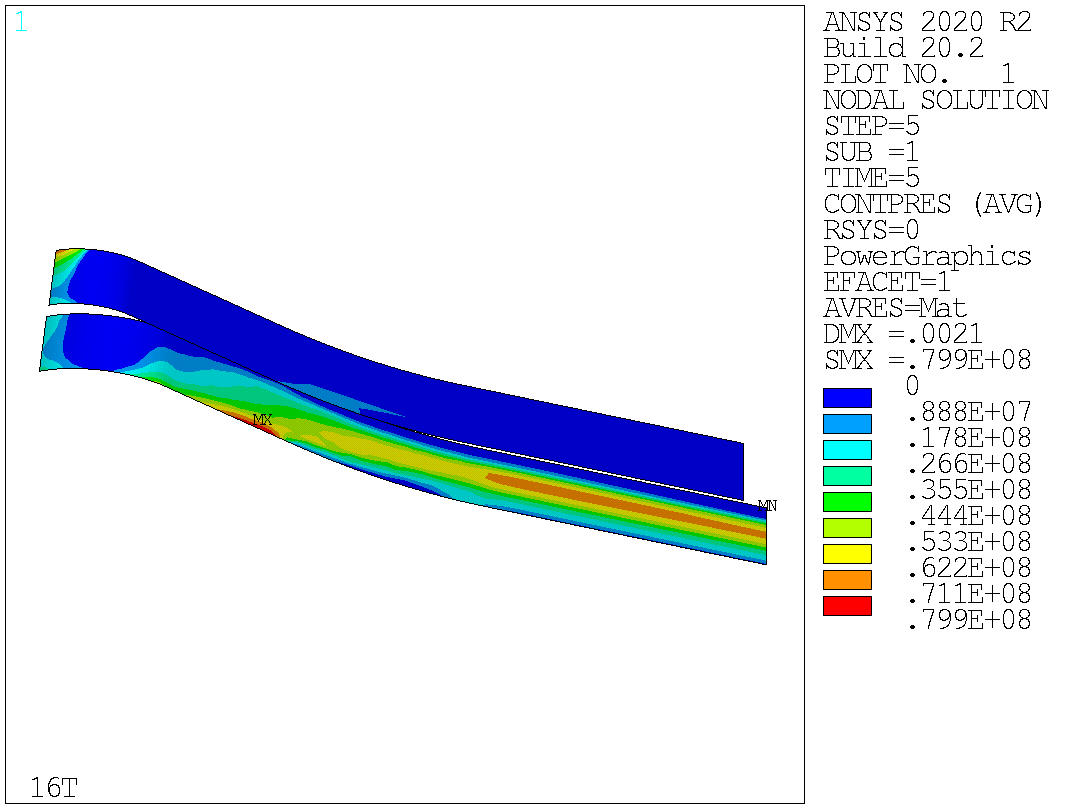 1
ANSYS 2020 R2
Build 20.2
PLOT NO.   1
NODAL SOLUTION
STEP=5
SUB =1
TIME=5
CONTPRES (AVG)
RSYS=0
PowerGraphics
EFACET=1
AVRES=Mat
DMX =.0021
SMX =.799E+08
0
.888E+07
.178E+08
.266E+08
.355E+08
.444E+08
.533E+08
.622E+08
.711E+08
.799E+08
MX
MN
16T